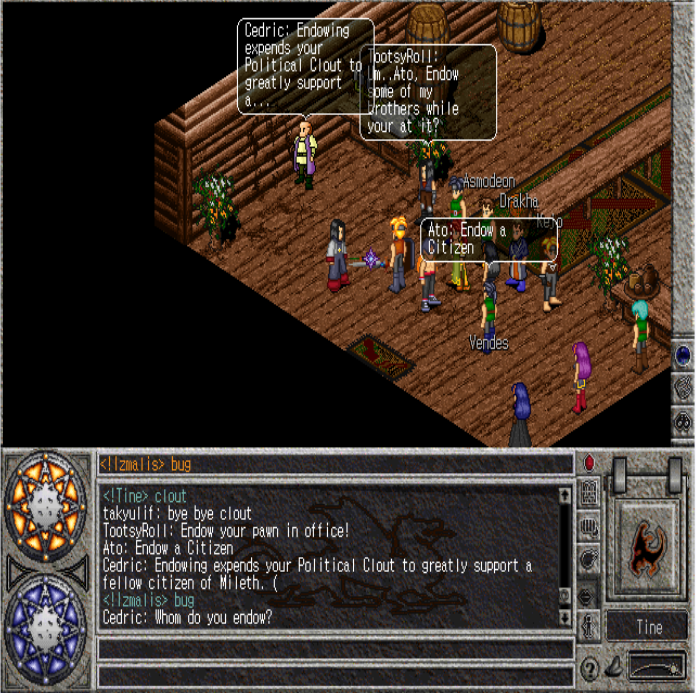 Cedric: Endowing
expends your
Political Clout to
greatly support
a...
TootsyRoll:
Um..Ato, Endow
some of my
brothers while
your at it?
Asmodeon
Drakha
Ato: Endow a
Citizen
Vendes
<!Izmalis> bug
<!Tine> clout
takyulif: bye bye clout
TootsyRoll: Endow your pawn in office!
Ato: Endow a Citizen
Cedric: Endowing expends your Political Clout to greatly support a
fellow citizen of Mileth. (
<!Izmalis> bug
Cedric: Whom do you endow?
Tine